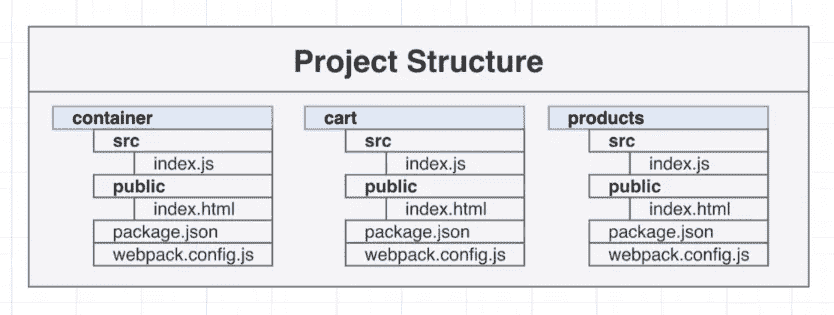 Project Structure
container
src
index.js
public
index.html
package.json
webpack.config.js
cart
src
index.js
public
index.html
package.json
webpack.config.js
products
src
index.js
public
index.html
package.json
webpack.config.js